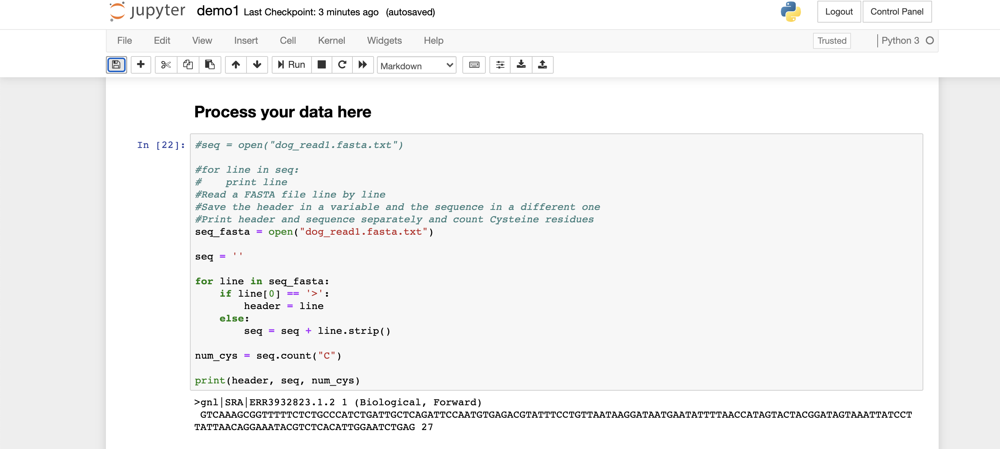 jupyter demo1 Last Checkpoint: 3 minutes ago (autosaved) Logout Control Panel
File Edit View Insert Cell Kernel Widgets Help Trusted Python 3
Run Markdown
Process your data here
In [22]: #seq = open("dog_read1.fasta.txt")
#for line in seq:
#    print line
#Read a FASTA file line by line
#Save the header in a variable and the sequence in a different one
#Print header and sequence separately and count Cysteine residues
seq_fasta = open("dog_read1.fasta.txt")
seq = ''
for line in seq_fasta:
    if line[0] == '>':
        header = line
    else:
        seq = seq + line.strip()
num_cys = seq.count("C")
print(header, seq, num_cys)
>gnl|SRA|ERR3932823.1.2 1 (Biological, Forward)
 GTCAAAGCGGTTTTTCTCTGCCCATCTGATTGCTCAGATTCCAATGTGAGACGTATTTCCTGTTAATAAGGATAATGAATATTTTAACCATAGTACTACGGATAGTAAATTATCCT
TATTAACAGGAAATACGTCTCACATTGGAATCTGAG 27